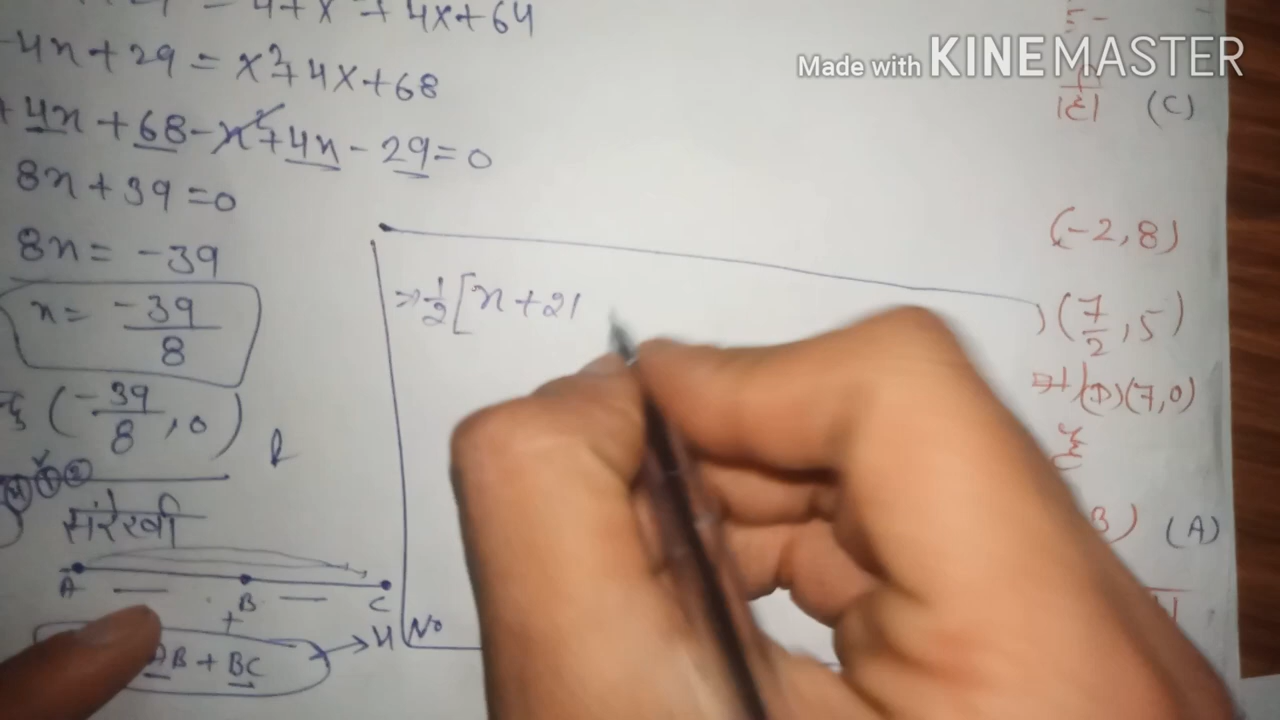 Made with KINEMASTER
4+x²+4x+64
-4x+29=x²+4x+68
+4x+68-x²+4x-29=0
8x+39=0
8x=-39
x=-39/8
(-39/8,0)
संरेखी
A B C
AB+BC
No
⇒1/2[x+21
(C)
(-2,8)
(7/2,5)
(7,0)
B) (A)